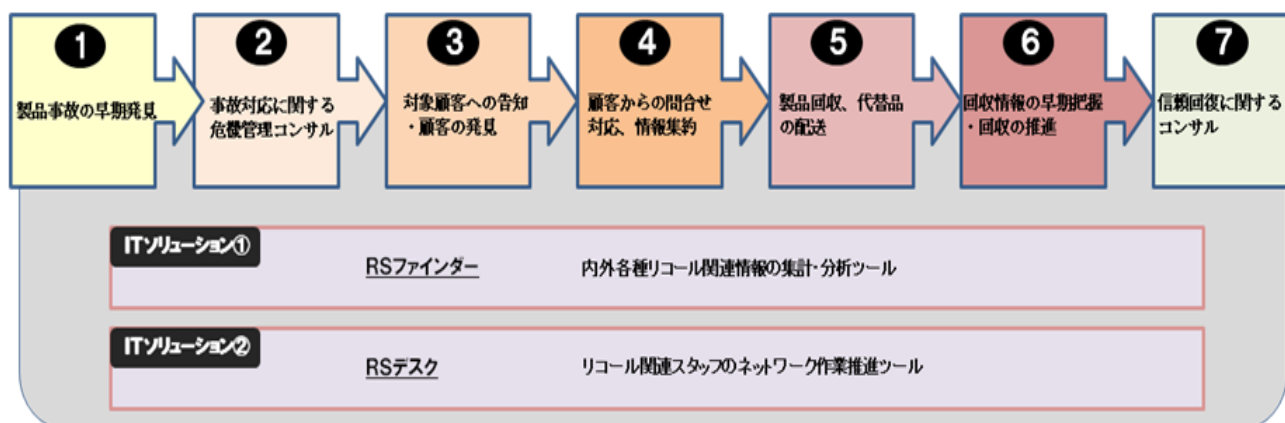 1
製品事故の早期発見
2
事故対応に関する
危機管理コンサル
3
対象顧客への告知
・顧客の発見
4
顧客からの問合せ
対応、情報集約
5
製品回収、代替品
の配送
6
回収情報の早期把握
・回収の推進
7
信頼回復に関する
コンサル
ITソリューション①
RSファインダー
内外各種リコール関連情報の集計・分析ツール
ITソリューション②
RSデスク
リコール関連スタッフのネットワーク作業推進ツール